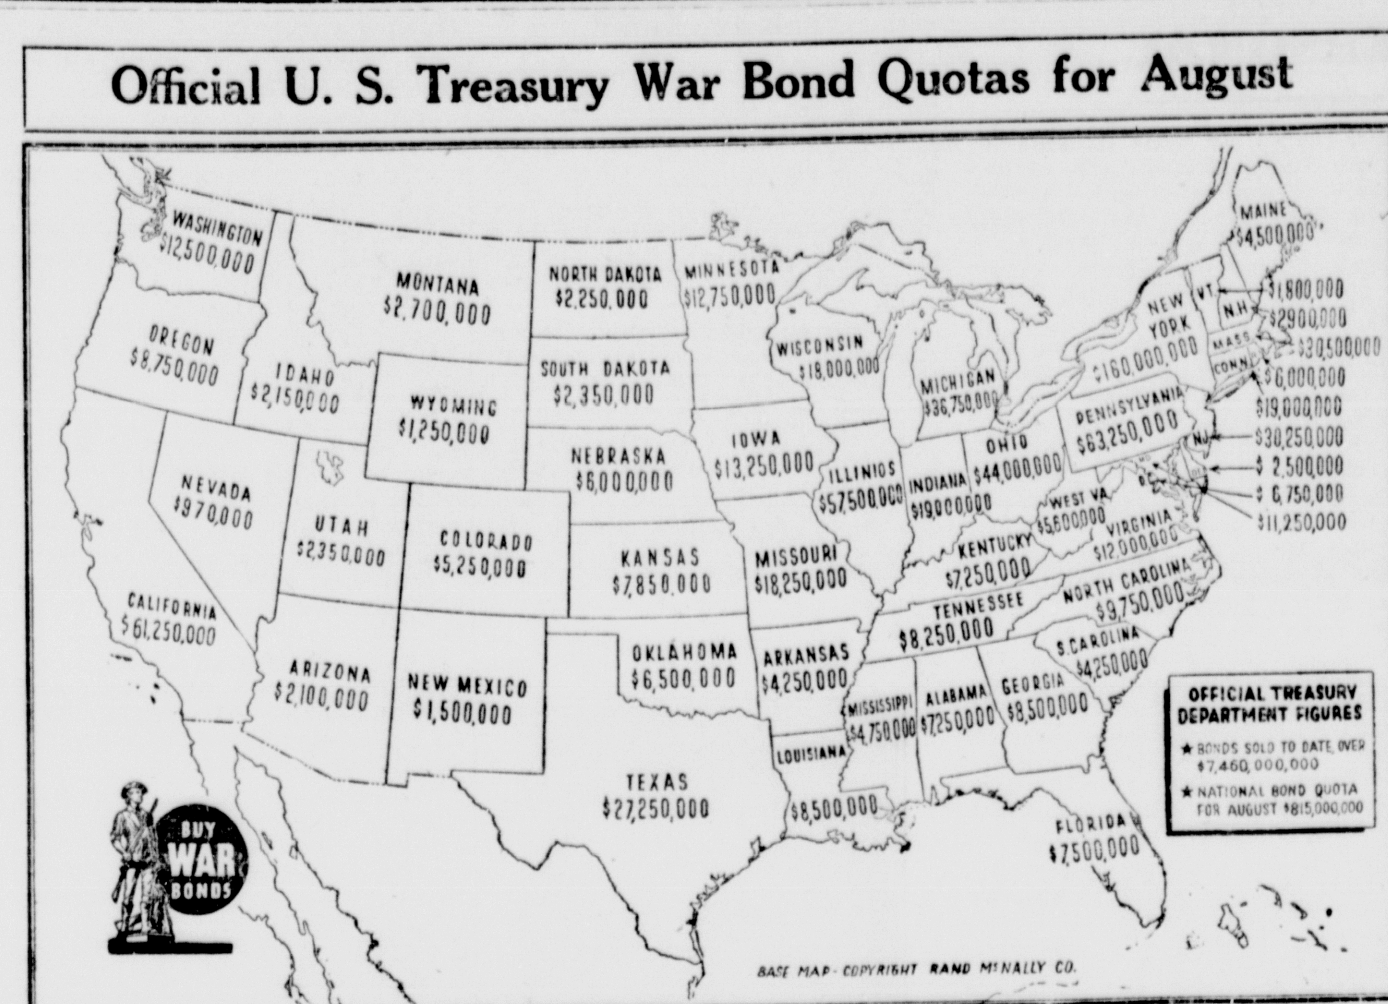 Official U. S. Treasury War Bond Quotas for August
WASHINGTON
$12,500,000
MONTANA
$2,700,000
NORTH DAKOTA
$2,250,000
MINNESOTA
$12,750,000
MAINE
$4,500,000
OREGON
$8,750,000
IDAHO
$2,150,000
WYOMING
$1,250,000
SOUTH DAKOTA
$2,350,000
WISCONSIN
$18,000,000
MICHIGAN
$36,750,000
NEW
YORK
$160,000,000
VT.
N.H.
MASS.
CONN.
$1,800,000
$2900,000
$30,500,000
$6,000,000
$19,000,000
$30,250,000
$2,500,000
$6,750,000
$11,250,000
NEVADA
$970,000
UTAH
$2,350,000
COLORADO
$5,250,000
NEBRASKA
$6,000,000
IOWA
$13,250,000
ILLINIOS
$57,500,000
INDIANA
$19,000,000
OHIO
$44,000,000
PENNSYLVANIA
$63,250,000
NJ
WEST VA.
$5,600,000
VIRGINIA
$12,000,000
CALIFORNIA
$61,250,000
KANSAS
$7,850,000
MISSOURI
$18,250,000
KENTUCKY
$7,250,000
TENNESSEE
$8,250,000
NORTH CAROLINA
$9,750,000
S.CAROLINA
$4,250,000
ARIZONA
$2,100,000
NEW MEXICO
$1,500,000
OKLAHOMA
$6,500,000
ARKANSAS
$4,250,000
MISSISSIPPI
$4,750,000
ALABAMA
$7,250,000
GEORGIA
$8,500,000
TEXAS
$27,250,000
LOUISIANA
$8,500,000
FLORIDA
$7,500,000
OFFICIAL TREASURY
DEPARTMENT FIGURES
★ BONDS SOLD TO DATE, OVER
$7,460,000,000
★ NATIONAL BOND QUOTA
FOR AUGUST $815,000,000
BUY
WAR
BONDS
BASE MAP - COPYRIGHT RAND McNALLY CO.